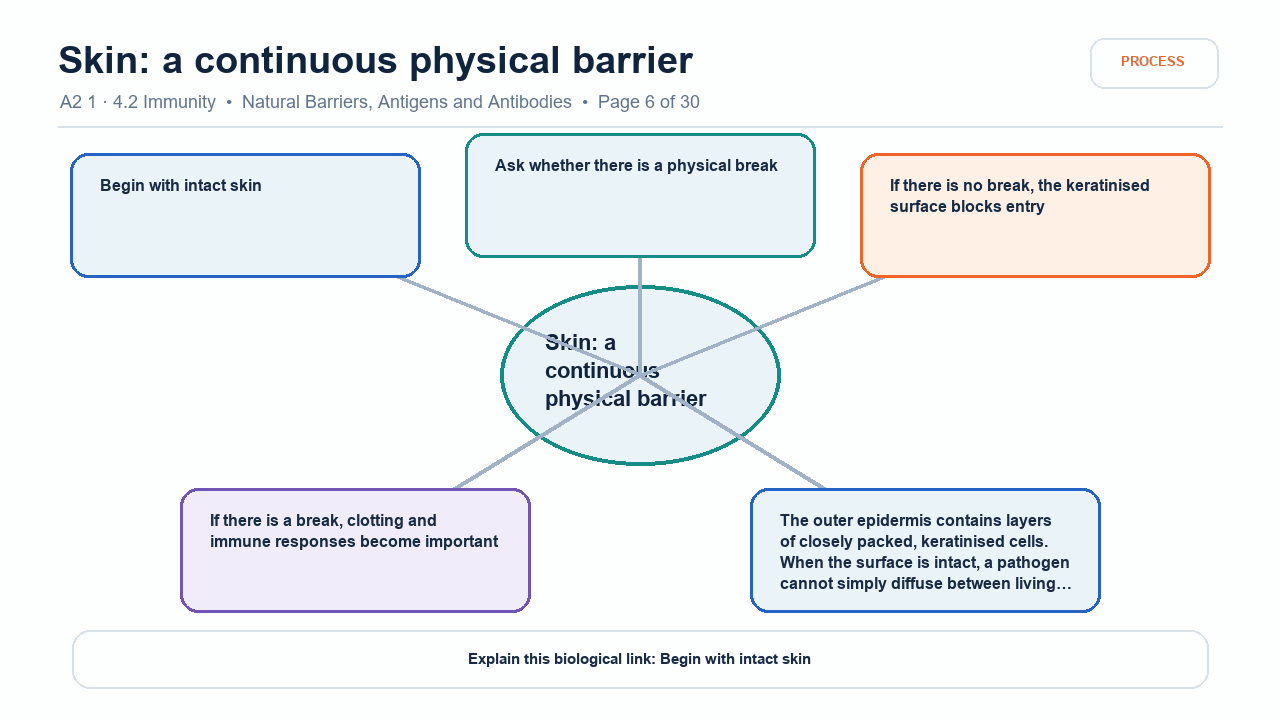 Skin: a continuous physical barrier
PROCESS
A2 1 · 4.2 Immunity • Natural Barriers, Antigens and Antibodies • Page 6 of 30
Begin with intact skin
Ask whether there is a physical break
If there is no break, the keratinised
surface blocks entry
Skin: a
continuous
physical barrier
If there is a break, clotting and
immune responses become important
The outer epidermis contains layers
of closely packed, keratinised cells.
When the surface is intact, a pathogen
cannot simply diffuse between living…
Explain this biological link: Begin with intact skin